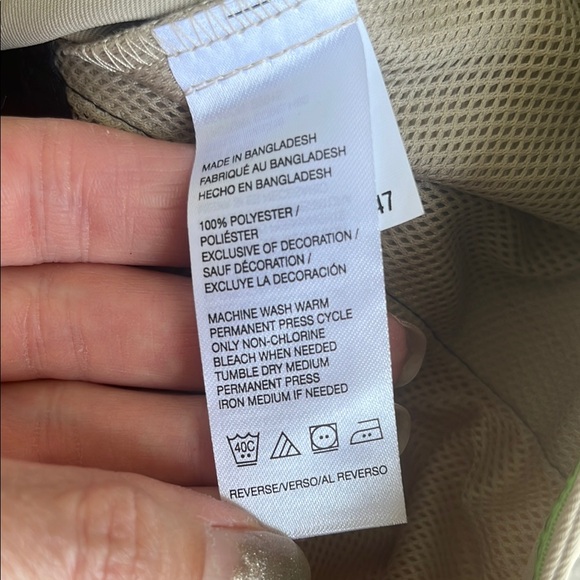 MADE IN BANGLADESH
FABRIQUÉ AU BANGLADESH
HECHO EN BANGLADESH
100% POLYESTER /
POLIÉSTER
EXCLUSIVE OF DECORATION /
SAUF DÉCORATION /
EXCLUYE LA DECORACIÓN
MACHINE WASH WARM
PERMANENT PRESS CYCLE
ONLY NON-CHLORINE
BLEACH WHEN NEEDED
TUMBLE DRY MEDIUM
PERMANENT PRESS
IRON MEDIUM IF NEEDED
40C
REVERSE/VERSO/AL REVERSO
47